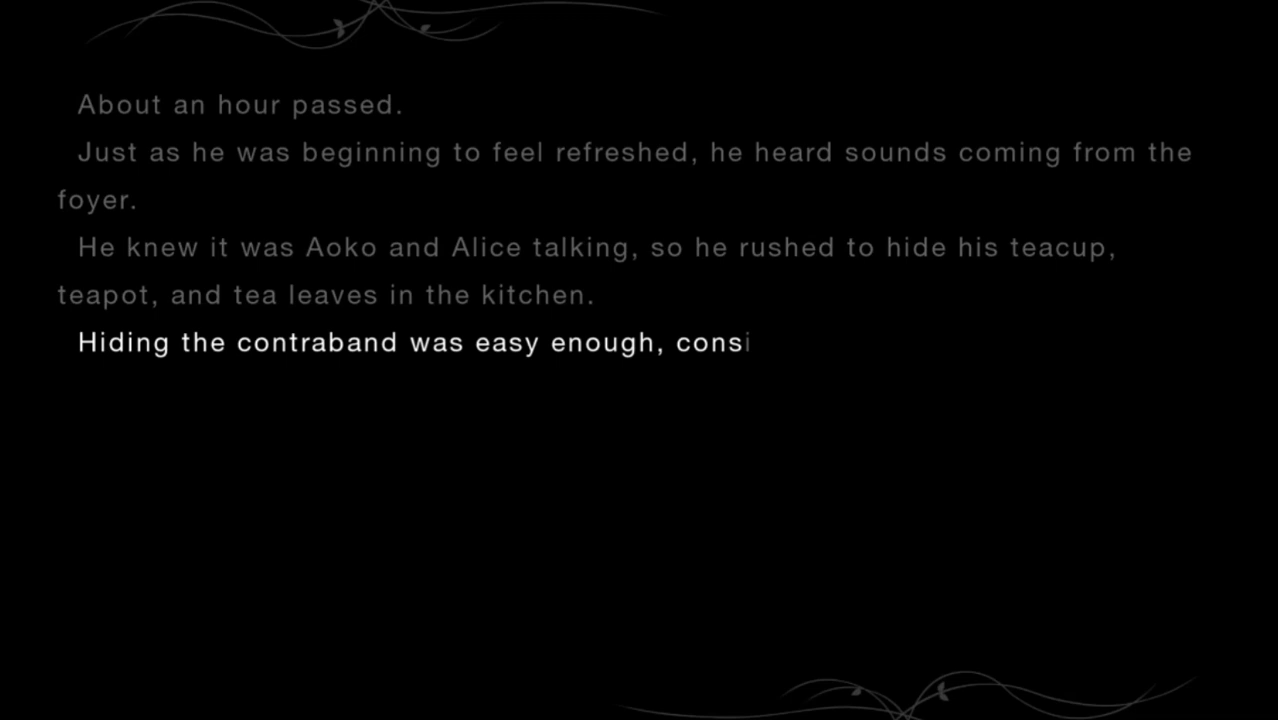 About an hour passed.
Just as he was beginning to feel refreshed, he heard sounds coming from the
foyer.
He knew it was Aoko and Alice talking, so he rushed to hide his teacup,
teapot, and tea leaves in the kitchen.
Hiding the contraband was easy enough, consi